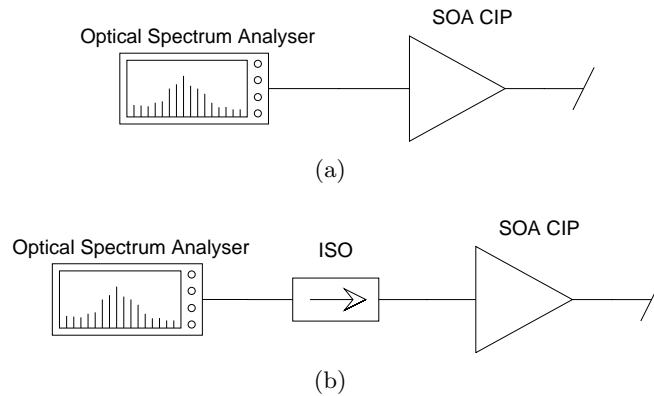 SOA CIP
Optical Spectrum Analyser
(a)
SOA CIP
Optical Spectrum Analyser
ISO
(b)